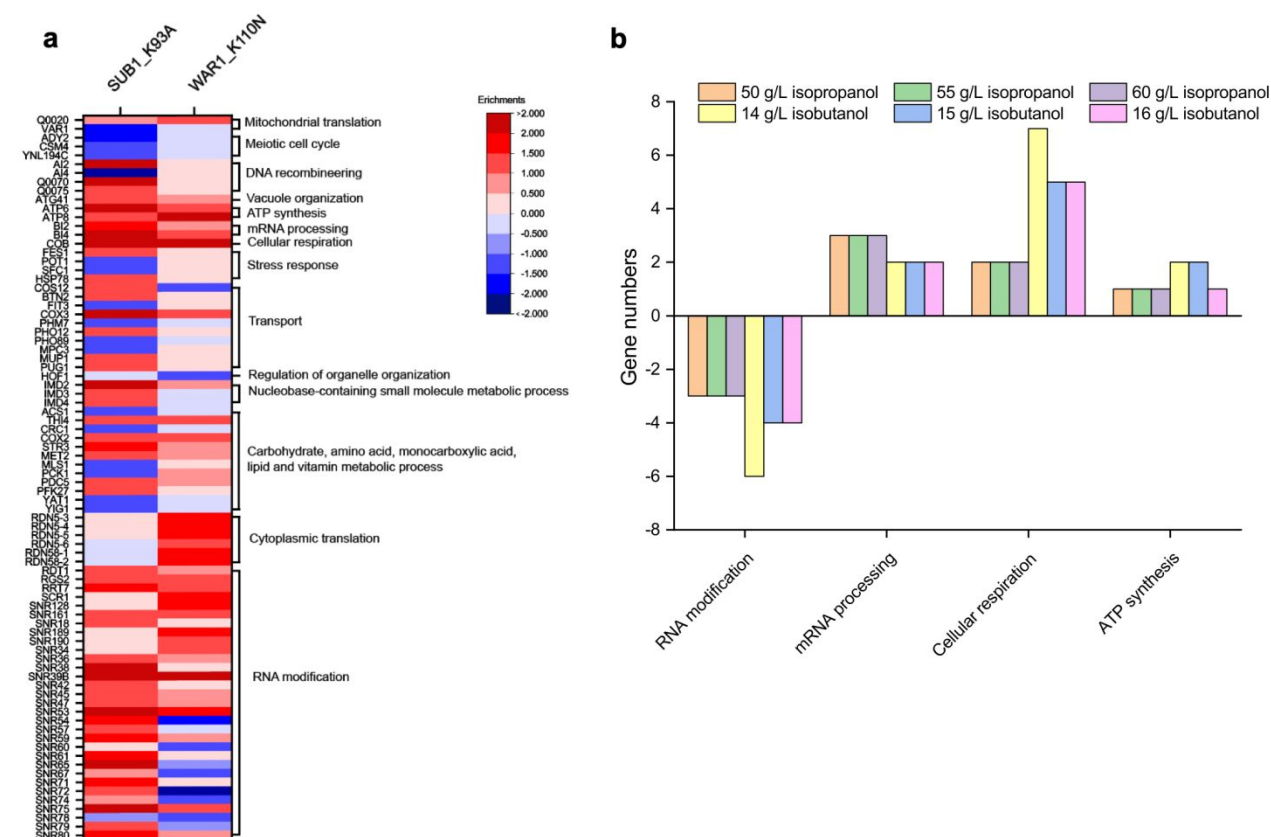 a
SUB1_K93A
WAR1_K110N
Q0020
VAR1
ADY2
CSM4
YNL194C
AI2
AI4
Q0070
Q0075
ATG41
ATP6
ATP8
BI2
BI4
COB
FES1
POT1
SFC1
HSP78
COS12
BTN2
FIT3
COX3
PHM7
PHO12
PHO89
MPC3
MUP1
PUG1
HOF1
IMD2
IMD3
IMD4
ACS1
THI4
CRC1
COX2
STR3
MET2
MLS1
PCK1
PDC5
PFK27
YAT1
YIG1
RDN5-3
RDN5-4
RDN5-5
RDN5-6
RDN58-1
RDN58-2
RDT1
RGS2
RRT7
SCR1
SNR128
SNR161
SNR18
SNR189
SNR190
SNR34
SNR36
SNR38
SNR39B
SNR42
SNR45
SNR47
SNR53
SNR54
SNR57
SNR59
SNR60
SNR61
SNR65
SNR67
SNR71
SNR72
SNR74
SNR75
SNR78
SNR79
SNR80
Mitochondrial translation
Meiotic cell cycle
DNA recombineering
Vacuole organization
ATP synthesis
mRNA processing
Cellular respiration
Stress response
Transport
Regulation of organelle organization
Nucleobase-containing small molecule metabolic process
Carbohydrate, amino acid, monocarboxylic acid,
lipid and vitamin metabolic process
Cytoplasmic translation
RNA modification
Erichments
>2.000
2.000
1.500
1.000
0.500
0.000
-0.500
-1.000
-1.500
-2.000
<-2.000
b
50 g/L isopropanol
55 g/L isopropanol
60 g/L isopropanol
14 g/L isobutanol
15 g/L isobutanol
16 g/L isobutanol
Gene numbers
8
6
4
2
0
-2
-4
-6
-8
RNA modification
mRNA processing
Cellular respiration
ATP synthesis